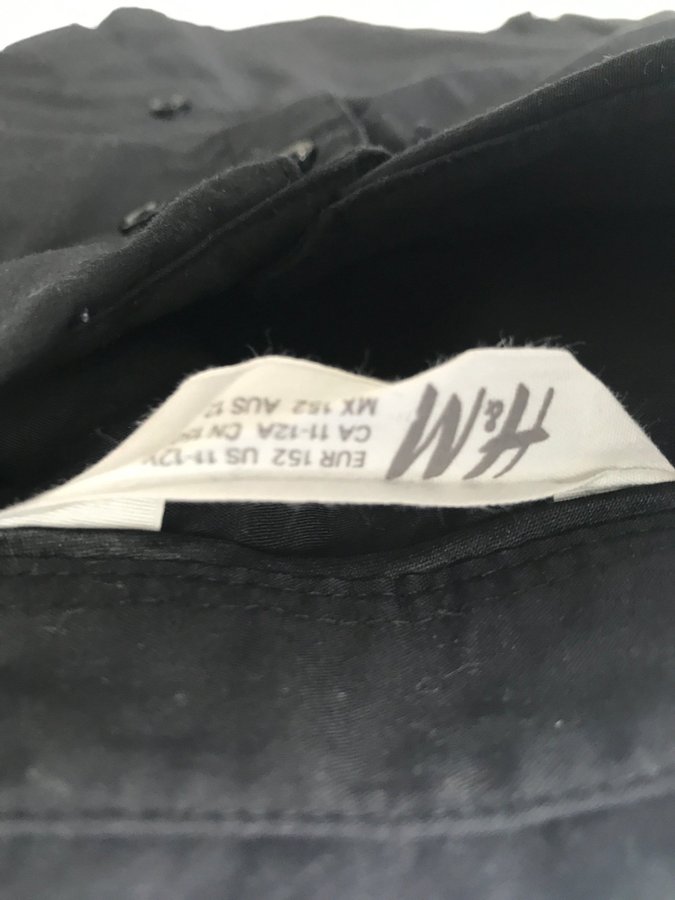 H&M
EUR 152 US 11-12Y
CA 11-12A CN
MX 152 AUS